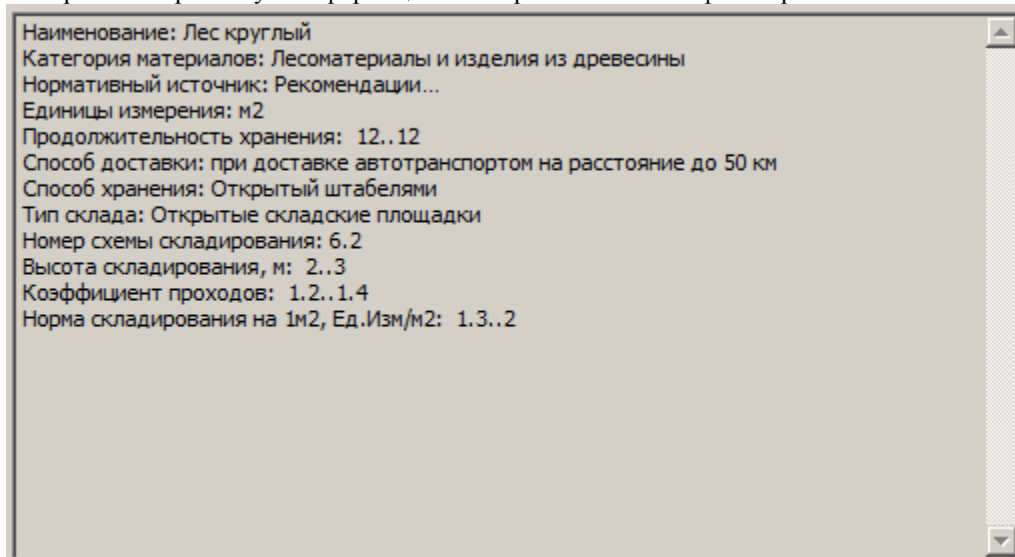 Наименование: Лес круглый
Категория материалов: Лесоматериалы и изделия из древесины
Нормативный источник: Рекомендации...
Единицы измерения: м2
Продолжительность хранения: 12..12
Способ доставки: при доставке автотранспортом на расстояние до 50 км
Способ хранения: Открытый штабелями
Тип склада: Открытые складские площадки
Номер схемы складирования: 6.2
Высота складирования, м: 2..3
Коэффициент проходов: 1.2..1.4
Норма складирования на 1м2, Ед.Изм/м2: 1.3..2